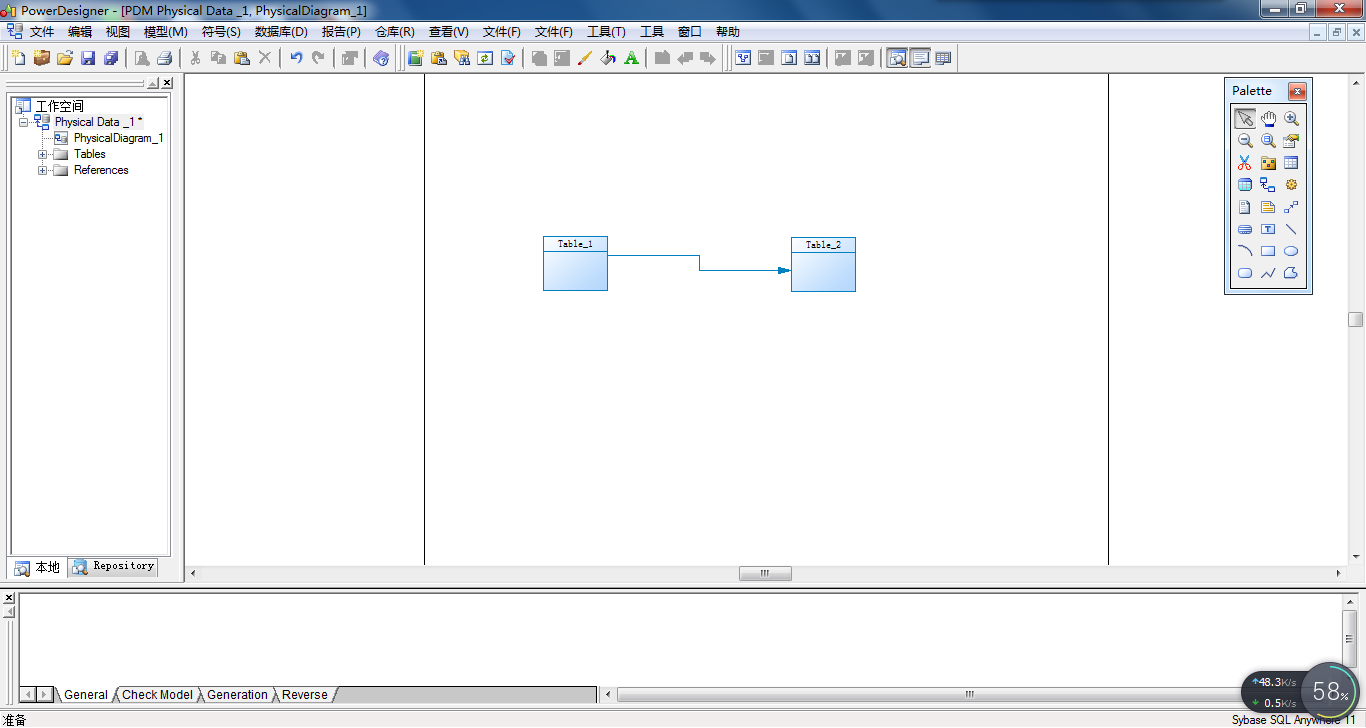 PowerDesigner - [PDM Physical Data _1, PhysicalDiagram_1]
文件 编辑 视图 模型(M) 符号(S) 数据库(D) 报告(P) 仓库(R) 查看(V) 文件(F) 文件(F) 工具(T) 工具 窗口 帮助
工作空间
Physical Data _1 *
PhysicalDiagram_1
Tables
References
Table_1
Table_2
Palette
本地 Repository
General Check Model Generation Reverse
48.3K/s
0.5K/s
58%
准备
Sybase SQL Anywhere 11